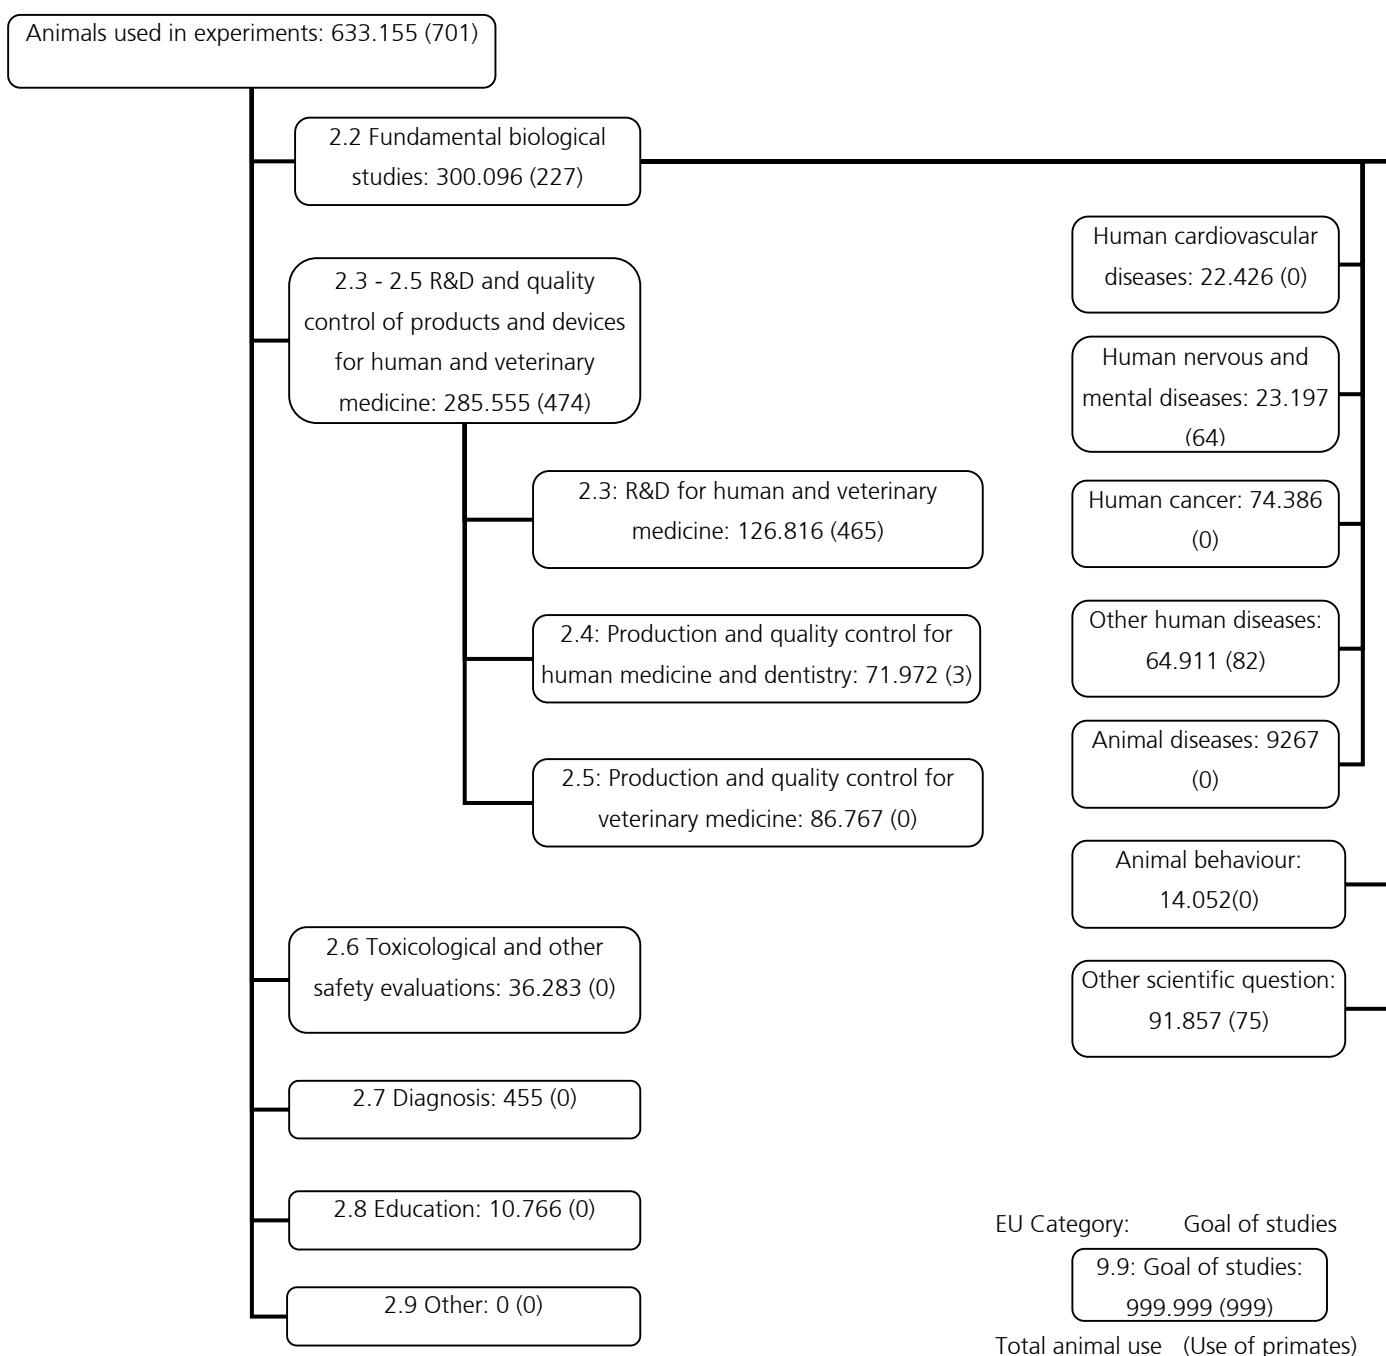 Animals used in experiments: 633.155 (701)
2.2 Fundamental biological
studies: 300.096 (227)
2.3 - 2.5 R&D and quality
control of products and devices
for human and veterinary
medicine: 285.555 (474)
2.3: R&D for human and veterinary
medicine: 126.816 (465)
2.4: Production and quality control for
human medicine and dentistry: 71.972 (3)
2.5: Production and quality control for
veterinary medicine: 86.767 (0)
2.6 Toxicological and other
safety evaluations: 36.283 (0)
2.7 Diagnosis: 455 (0)
2.8 Education: 10.766 (0)
2.9 Other: 0 (0)
Human cardiovascular
diseases: 22.426 (0)
Human nervous and
mental diseases: 23.197
(64)
Human cancer: 74.386
(0)
Other human diseases:
64.911 (82)
Animal diseases: 9267
(0)
Animal behaviour:
14.052(0)
Other scientific question:
91.857 (75)
EU Category: Goal of studies
9.9: Goal of studies:
999.999 (999)
Total animal use (Use of primates)